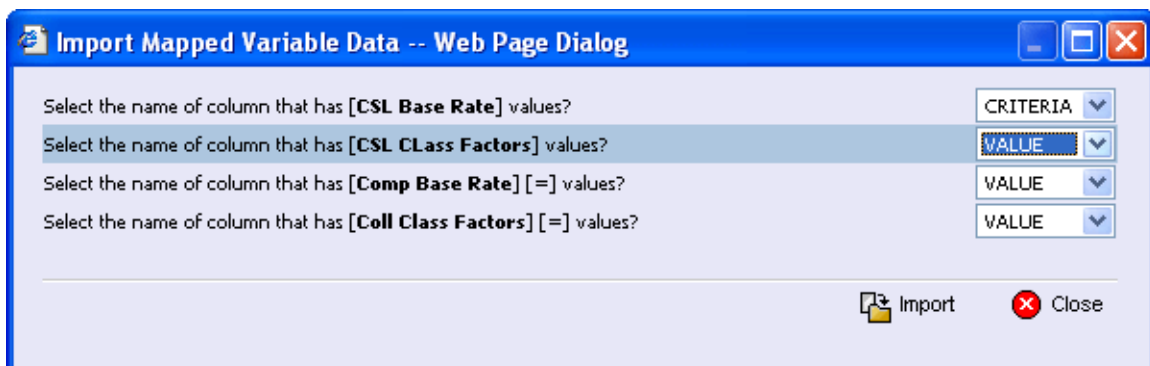 Import Mapped Variable Data -- Web Page Dialog
Select the name of column that has [CSL Base Rate] values? CRITERIA
Select the name of column that has [CSL CLass Factors] values? VALUE
Select the name of column that has [Comp Base Rate] [=] values? VALUE
Select the name of column that has [Coll Class Factors] [=] values? VALUE
Import Close